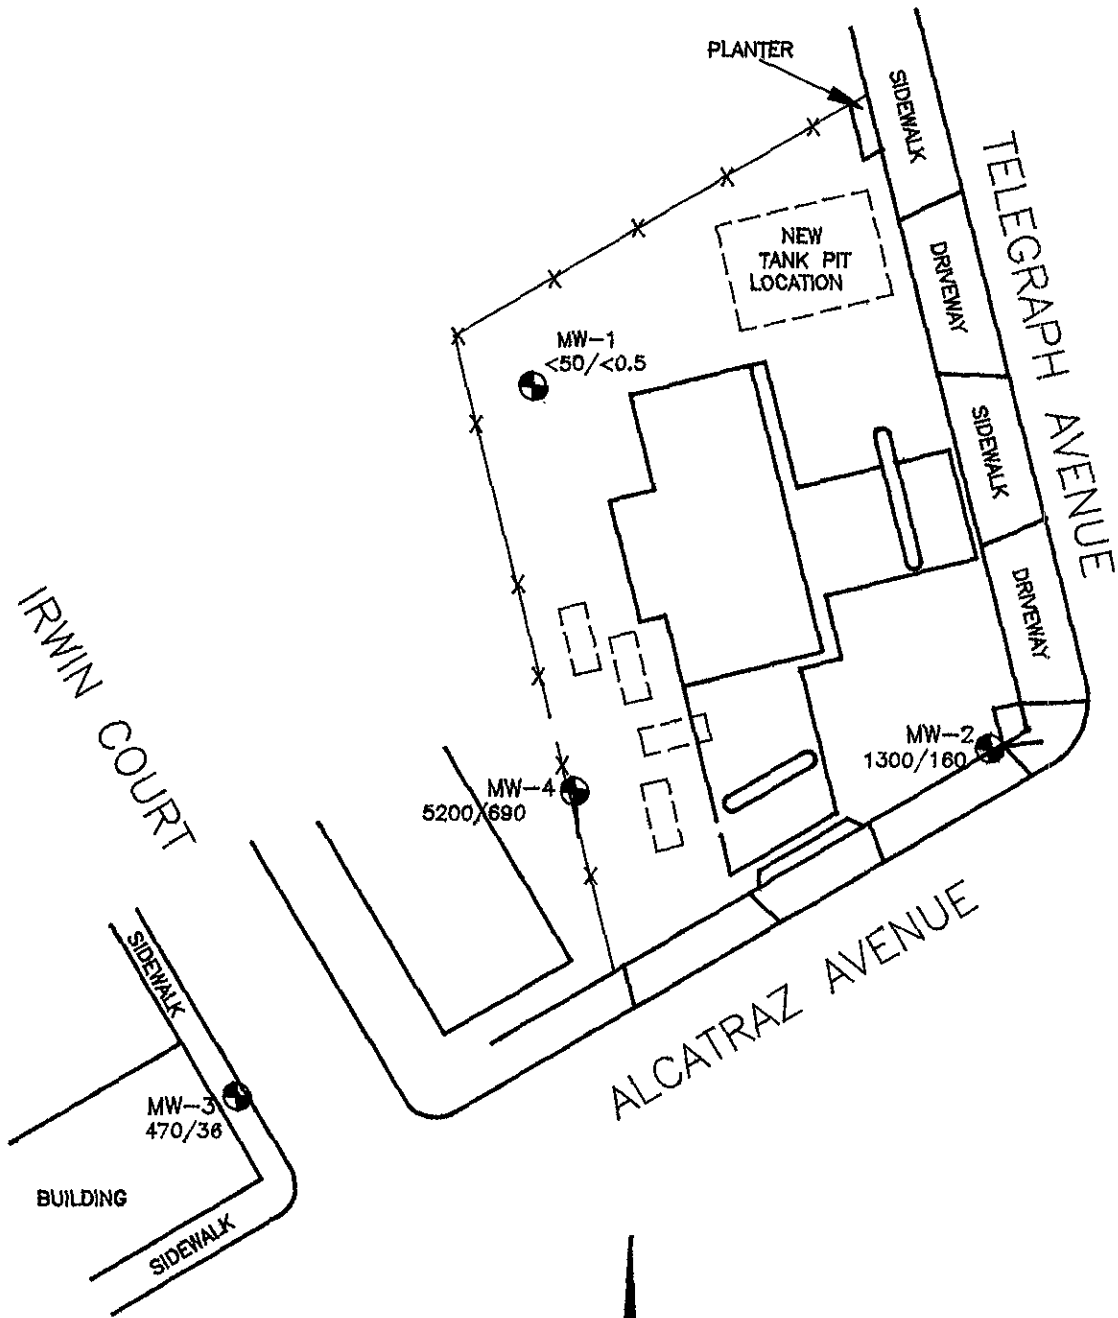 PLANTER
SIDEWALK
TELEGRAPH AVENUE
NEW
TANK PIT
LOCATION
DRIVEWAY
MW-1
<50/<0.5
SIDEWALK
DRIVEWAY
IRWIN COURT
MW-2
1300/160
MW-4
5200/690
ALCATRAZ AVENUE
SIDEWALK
MW-3
470/36
BUILDING
SIDEWALK